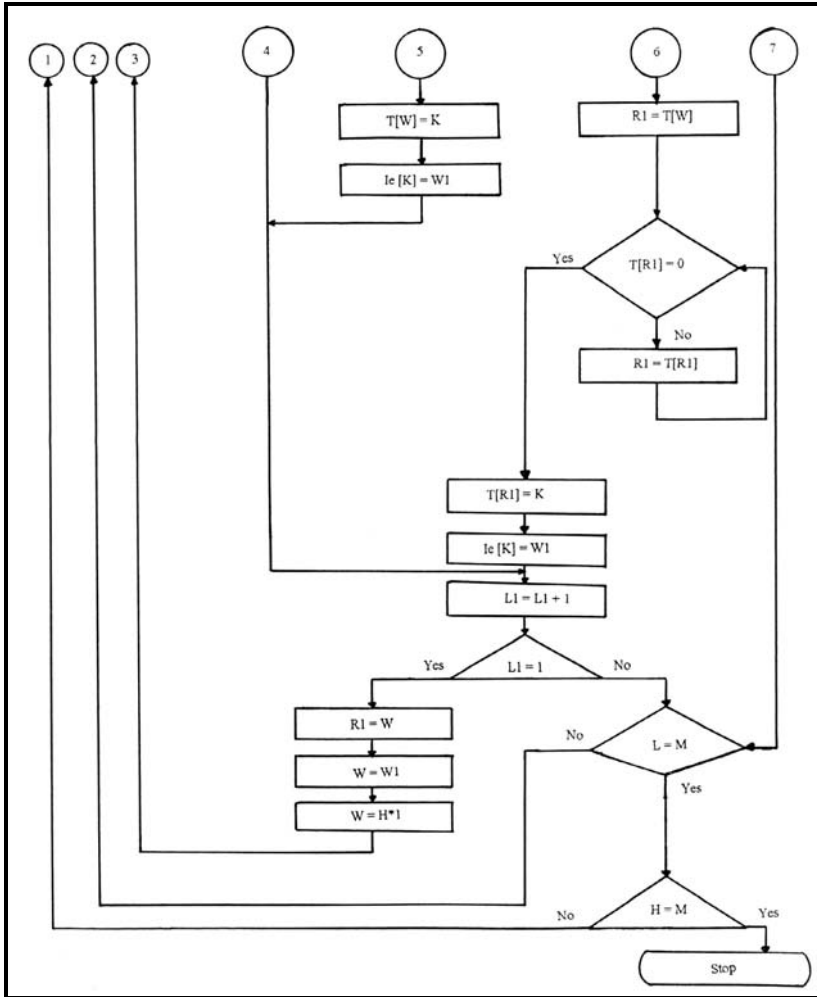 1
2
3
4
5
6
7
T[W] = K
R1 = T[W]
Ie [K] = W1
Yes
T[R1] = 0
No
R1 = T[R1]
T[R1] = K
Ie [K] = W1
L1 = L1 + 1
Yes
L1 = 1
No
R1 = W
No
L = M
W = W1
Yes
W = H*1
No
H = M
Yes
Stop